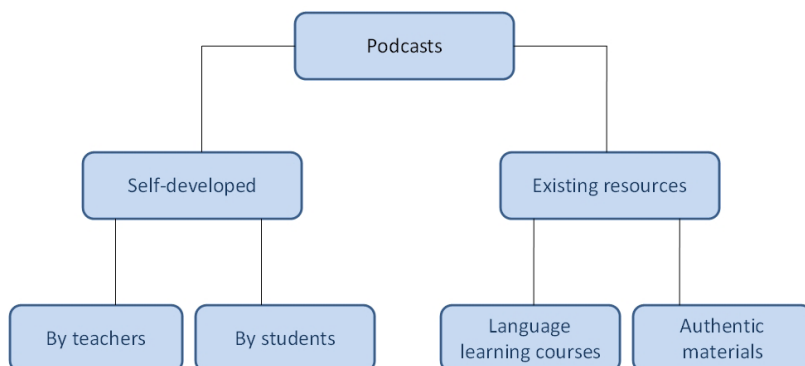 Podcasts
Self-developed
Existing resources
By teachers
By students
Language
learning courses
Authentic
materials